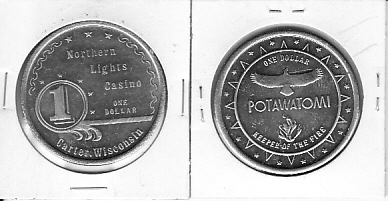 Northern
Lights
Casino
ONE
DOLLAR
1
Carter, Wisconsin
ONE DOLLAR
POTAWATOMI
KEEPER OF THE FIRE